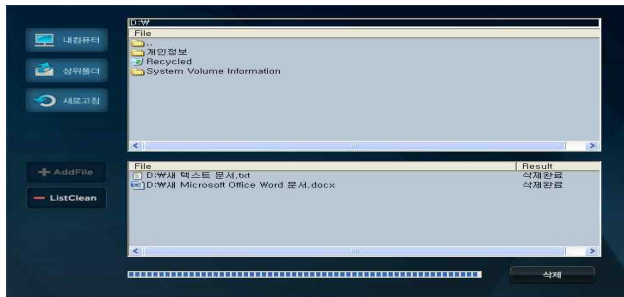 D:₩
내컴퓨터
File
..
개인정보
상위폴더
Recycled
System Volume Information
새로고침
File Result
AddFile
D:₩새 텍스트 문서.txt 삭제완료
D:₩새 Microsoft Office Word 문서.docx 삭제완료
ListClean
삭제